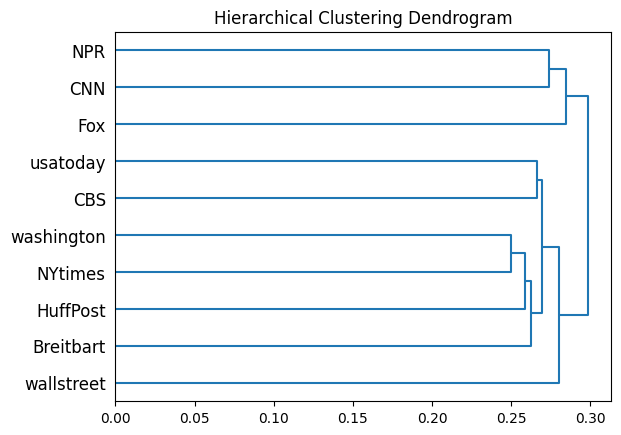 Hierarchical Clustering Dendrogram
NPR
CNN
Fox
usatoday
CBS
washington
NYtimes
HuffPost
Breitbart
wallstreet
0.00 0.05 0.10 0.15 0.20 0.25 0.30